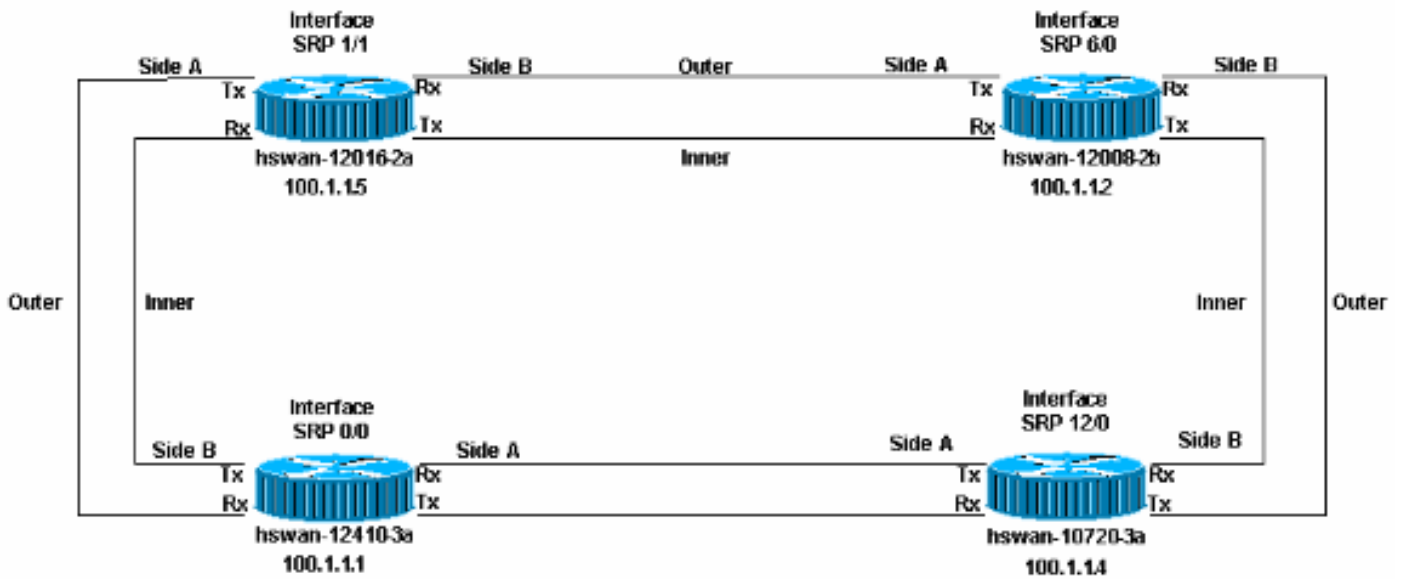 Interface
SRP 1/1
Interface
SRP 6/0
Side A
Side B
Outer
Side A
Side B
Tx
Rx
Tx
Rx
Rx
Tx
Rx
Tx
hswan-12016-2a
Inner
hswan-12008-2b
100.1.1.5
100.1.1.2
Outer
Inner
Inner
Outer
Interface
SRP 0/0
Interface
SRP 12/0
Side B
Side A
Side A
Side B
Tx
Rx
Tx
Rx
Rx
Tx
Rx
Tx
hswan-12410-3a
hswan-10720-3a
100.1.1.1
100.1.1.4